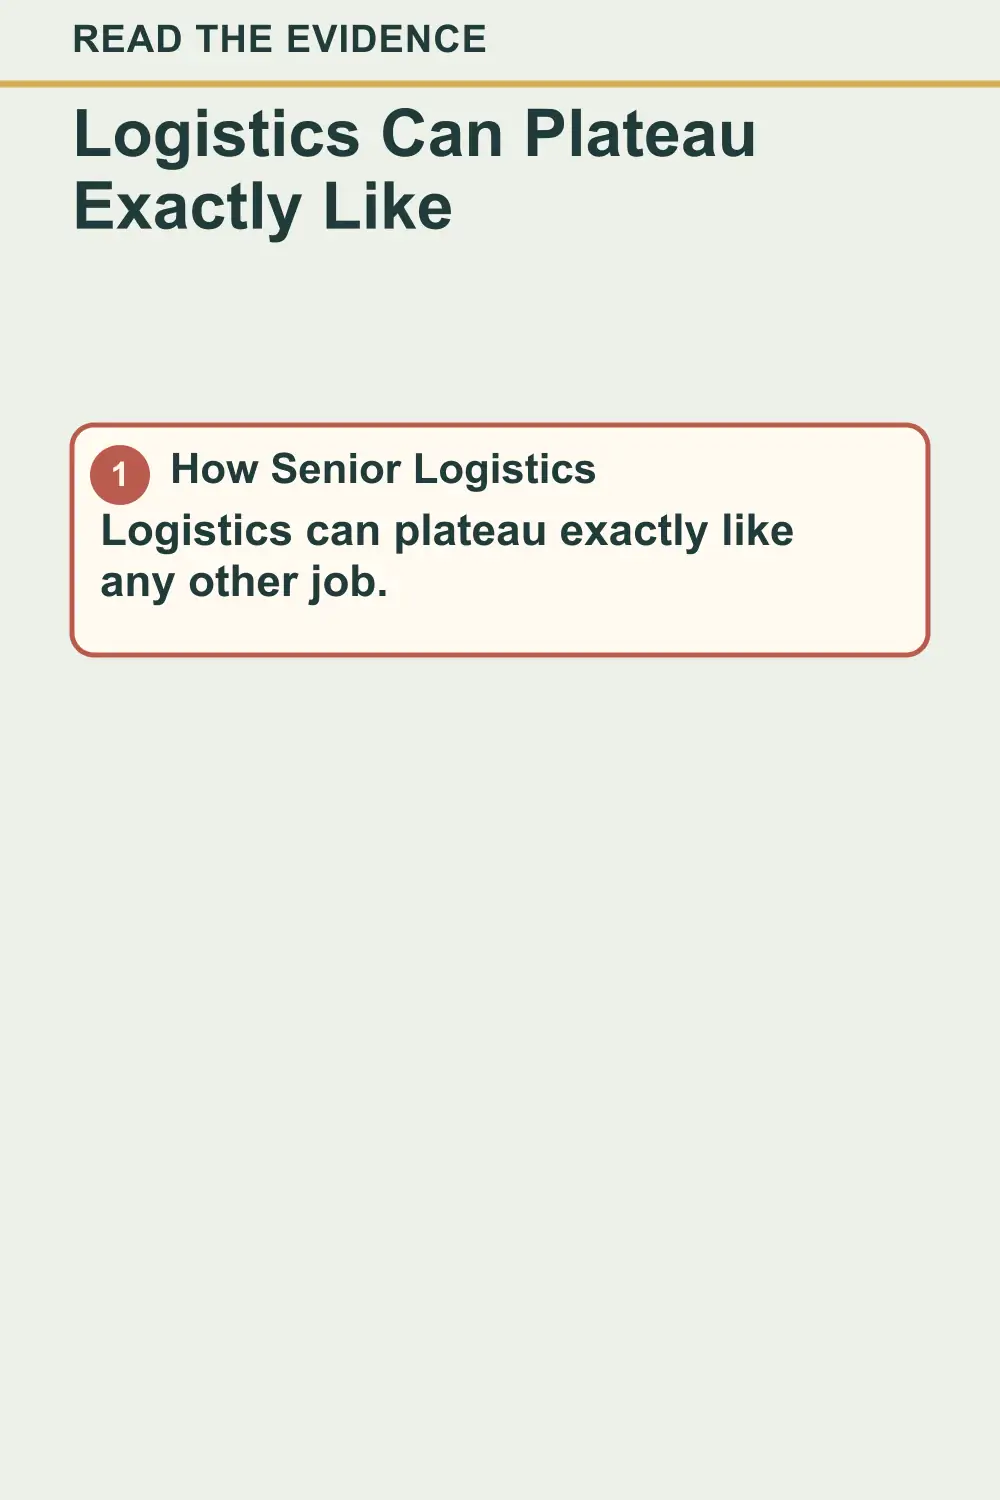 READ THE EVIDENCE
Logistics Can Plateau
Exactly Like
1 How Senior Logistics
Logistics can plateau exactly like
any other job.